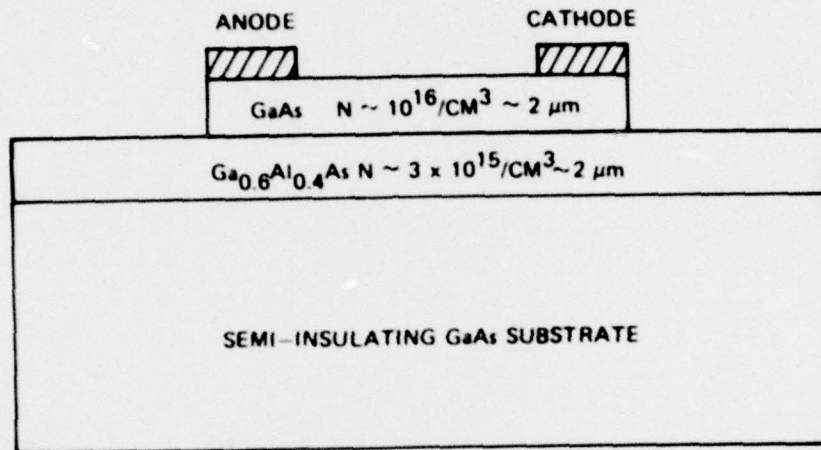 ANODE CATHODE
GaAs N ~ 10^16/CM^3 ~ 2 μm
Ga0.6Al0.4As N ~ 3 x 10^15/CM^3~2 μm
SEMI-INSULATING GaAs SUBSTRATE